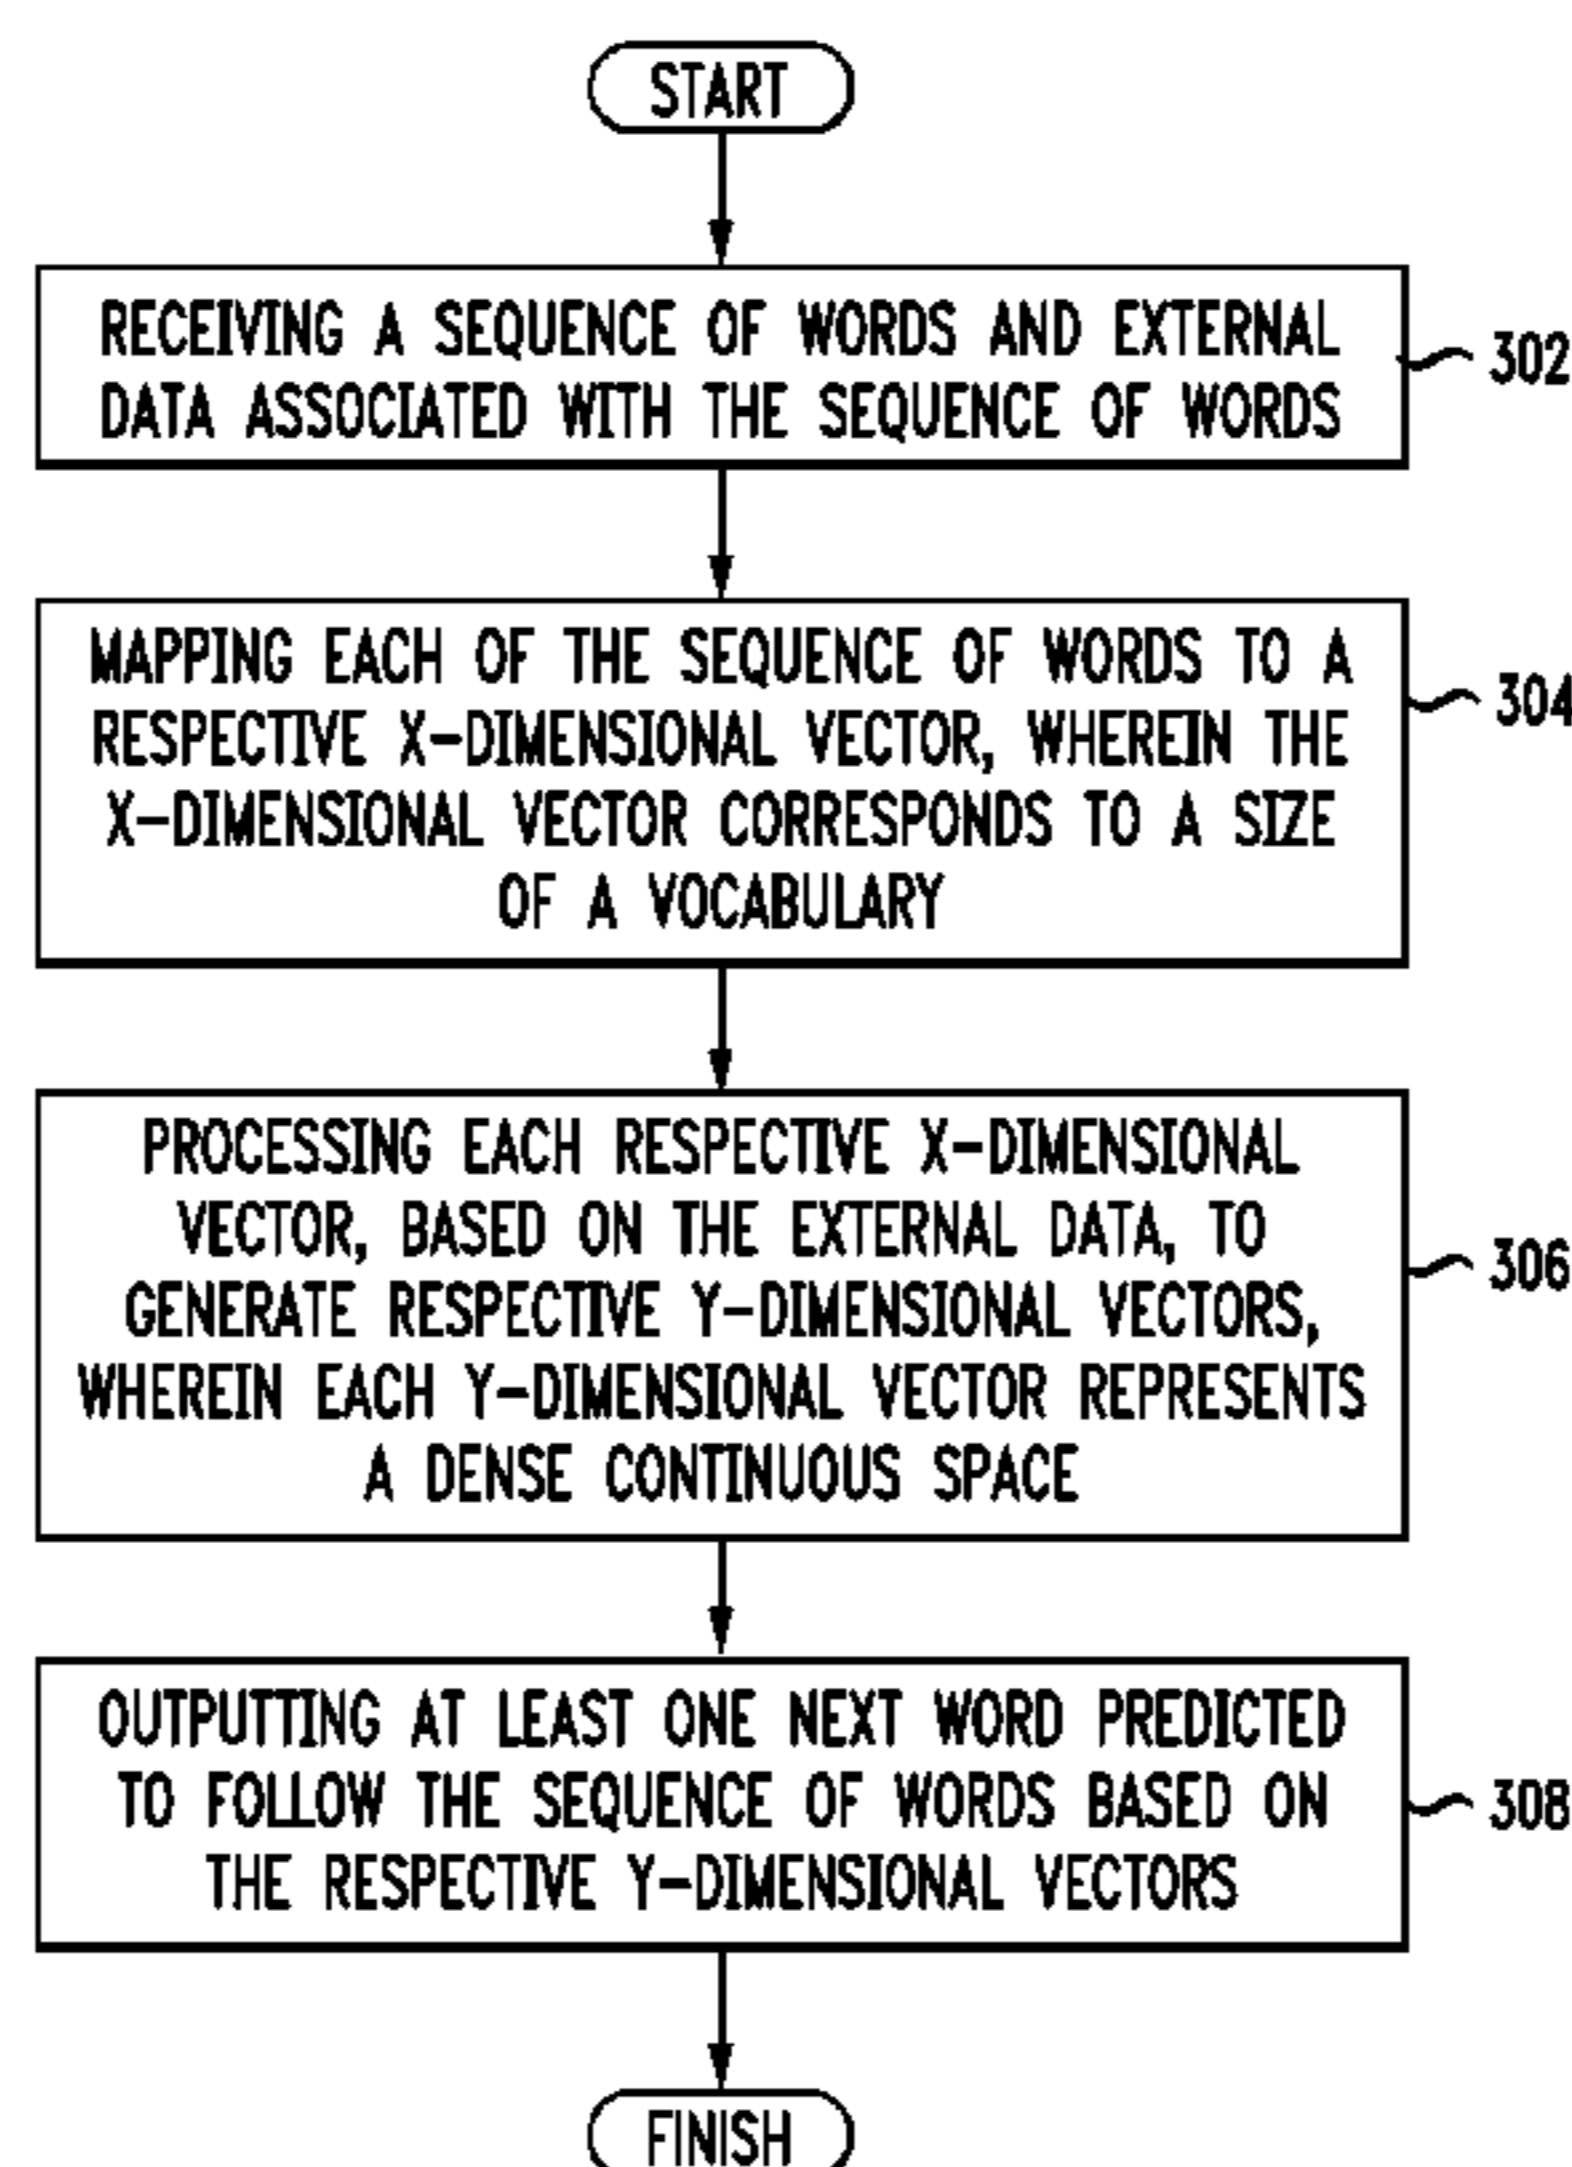 START
RECEIVING A SEQUENCE OF WORDS AND EXTERNAL
DATA ASSOCIATED WITH THE SEQUENCE OF WORDS
302
MAPPING EACH OF THE SEQUENCE OF WORDS TO A
RESPECTIVE X-DIMENSIONAL VECTOR, WHEREIN THE
X-DIMENSIONAL VECTOR CORRESPONDS TO A SIZE
OF A VOCABULARY
304
PROCESSING EACH RESPECTIVE X-DIMENSIONAL
VECTOR, BASED ON THE EXTERNAL DATA, TO
GENERATE RESPECTIVE Y-DIMENSIONAL VECTORS,
WHEREIN EACH Y-DIMENSIONAL VECTOR REPRESENTS
A DENSE CONTINUOUS SPACE
306
OUTPUTTING AT LEAST ONE NEXT WORD PREDICTED
TO FOLLOW THE SEQUENCE OF WORDS BASED ON
THE RESPECTIVE Y-DIMENSIONAL VECTORS
308
FINISH